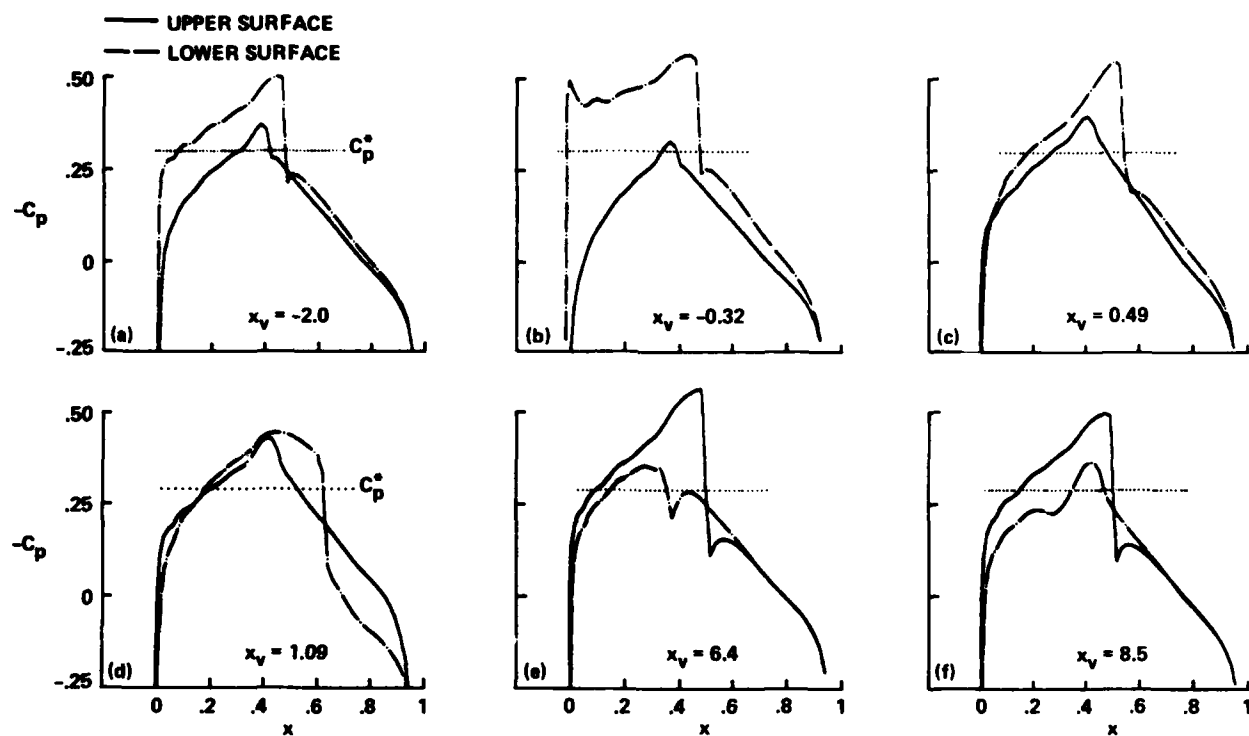 UPPER SURFACE
LOWER SURFACE
.50
.25
0
-.25
-Cp
Cp*
(a)
xv = -2.0
(b)
xv = -0.32
(c)
xv = 0.49
.50
.25
0
-.25
-Cp
Cp*
(d)
xv = 1.09
(e)
xv = 6.4
(f)
xv = 8.5
0 .2 .4 .6 .8 1
x
0 .2 .4 .6 .8 1
x
0 .2 .4 .6 .8 1
x